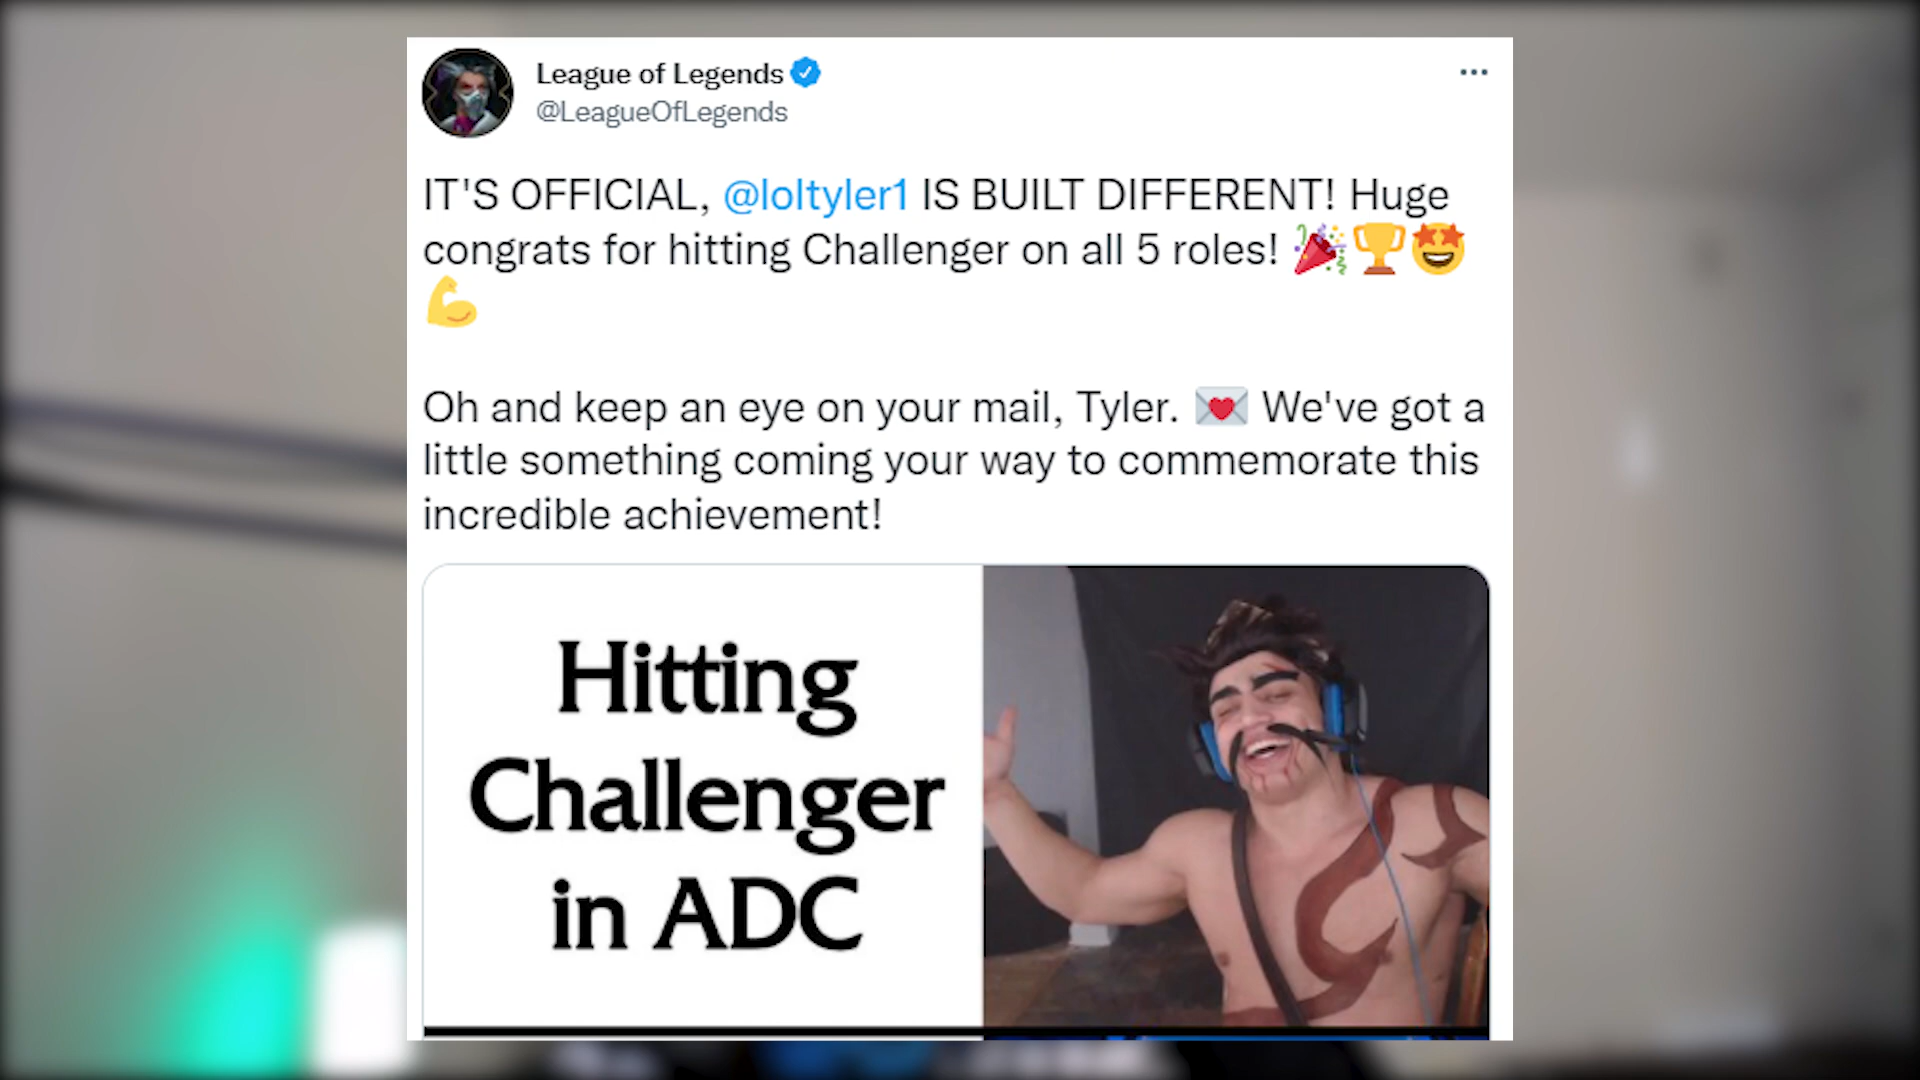 League of Legends
@LeagueOfLegends
IT'S OFFICIAL, @loltyler1 IS BUILT DIFFERENT! Huge
congrats for hitting Challenger on all 5 roles! 🎉🏆🤩
💪
Oh and keep an eye on your mail, Tyler. 💌 We've got a
little something coming your way to commemorate this
incredible achievement!
Hitting
Challenger
in ADC